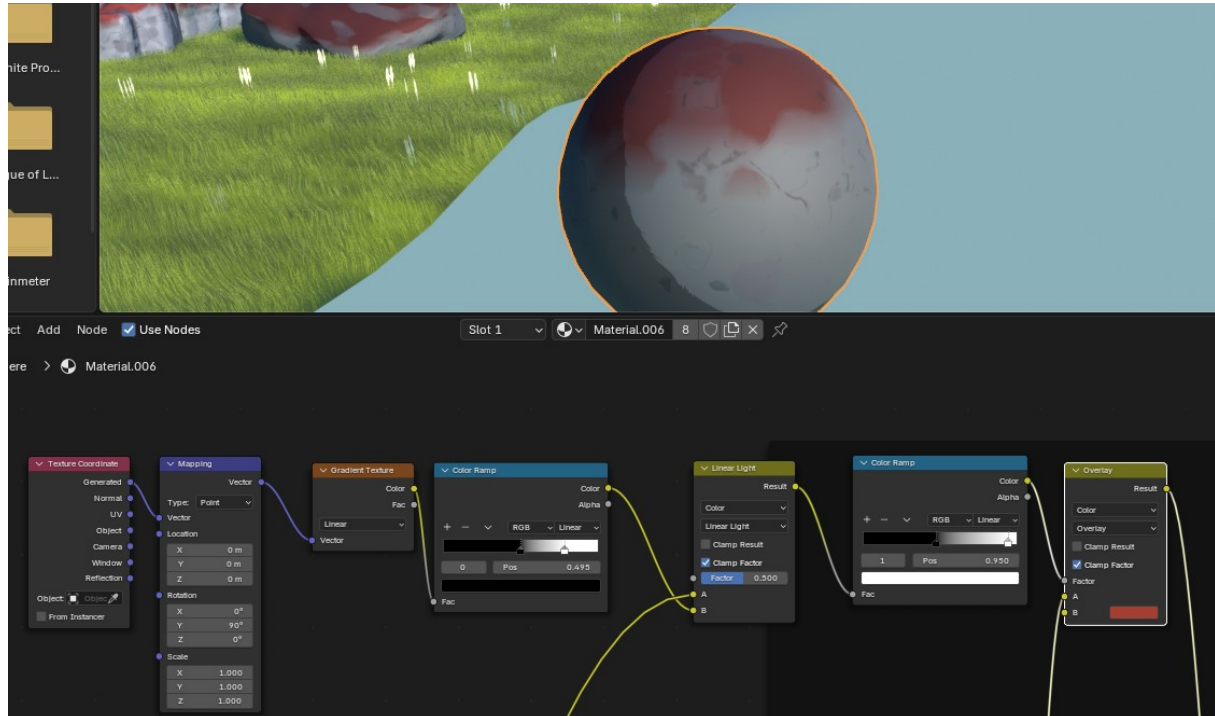 nite Pro...
ue of L...
inmeter
ect Add Node Use Nodes
Slot 1
Material.006 8
ere > Material.006
Texture Coordinate
Generated
Normal
UV
Object
Camera
Window
Reflection
Object: Objec
From Instancer
Mapping
Vector
Type: Point
Vector
Location
X 0 m
Y 0 m
Z 0 m
Rotation
X 0°
Y 90°
Z 0°
Scale
X 1.000
Y 1.000
Z 1.000
Gradient Texture
Color
Fac
Linear
Vector
Color Ramp
Color
Alpha
+ − RGB Linear
0 Pos 0.495
Fac
Linear Light
Result
Color
Linear Light
Clamp Result
Clamp Factor
Factor 0.500
A
B
Color Ramp
Color
Alpha
+ − RGB Linear
1 Pos 0.950
Fac
Overlay
Result
Color
Overlay
Clamp Result
Clamp Factor
Factor
A
B